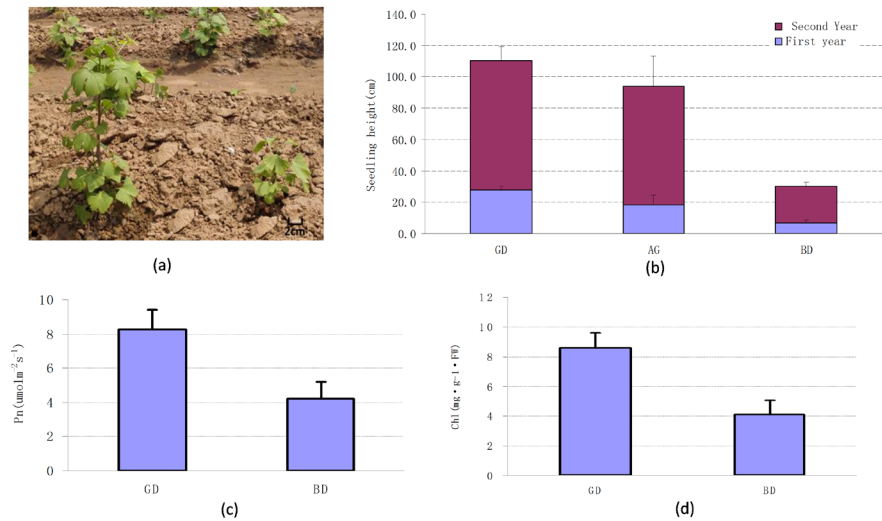 2cm
(a)
140.0
120.0
100.0
80.0
60.0
40.0
20.0
0.0
Seedling height(cm)
Second Year
First year
GD AG BD
(b)
10
8
6
4
2
0
Pn(umolm⁻²s⁻¹)
GD BD
(c)
12
10
8
6
4
2
0
Chl(mg·g-1·FW)
GD BD
(d)